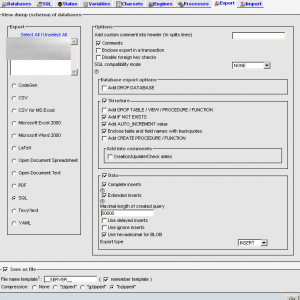 Databases SQL Status Variables Charsets Engines Processes Export Import
View dump (schema) of databases
Export
Select All / Unselect All
CodeGen
CSV
CSV for MS Excel
Microsoft Excel 2000
Microsoft Word 2000
LaTeX
Open Document Spreadsheet
Open Document Text
PDF
SQL
Texy! text
YAML
Options
Add custom comment into header (\n splits lines)
Comments
Enclose export in a transaction
Disable foreign key checks
SQL compatibility mode NONE
Database export options
Add DROP DATABASE
Structure
Add DROP TABLE / VIEW / PROCEDURE / FUNCTION
Add IF NOT EXISTS
Add AUTO_INCREMENT value
Enclose table and field names with backquotes
Add CREATE PROCEDURE / FUNCTION
Add into comments
Creation/Update/Check dates
Data
Complete inserts
Extended inserts
Maximal length of created query
50000
Use delayed inserts
Use ignore inserts
Use hexadecimal for BLOB
Export type INSERT
Save as file
File name template: __SERVER__ ( remember template )
Compression: None "zipped" "gzipped" "bzipped"